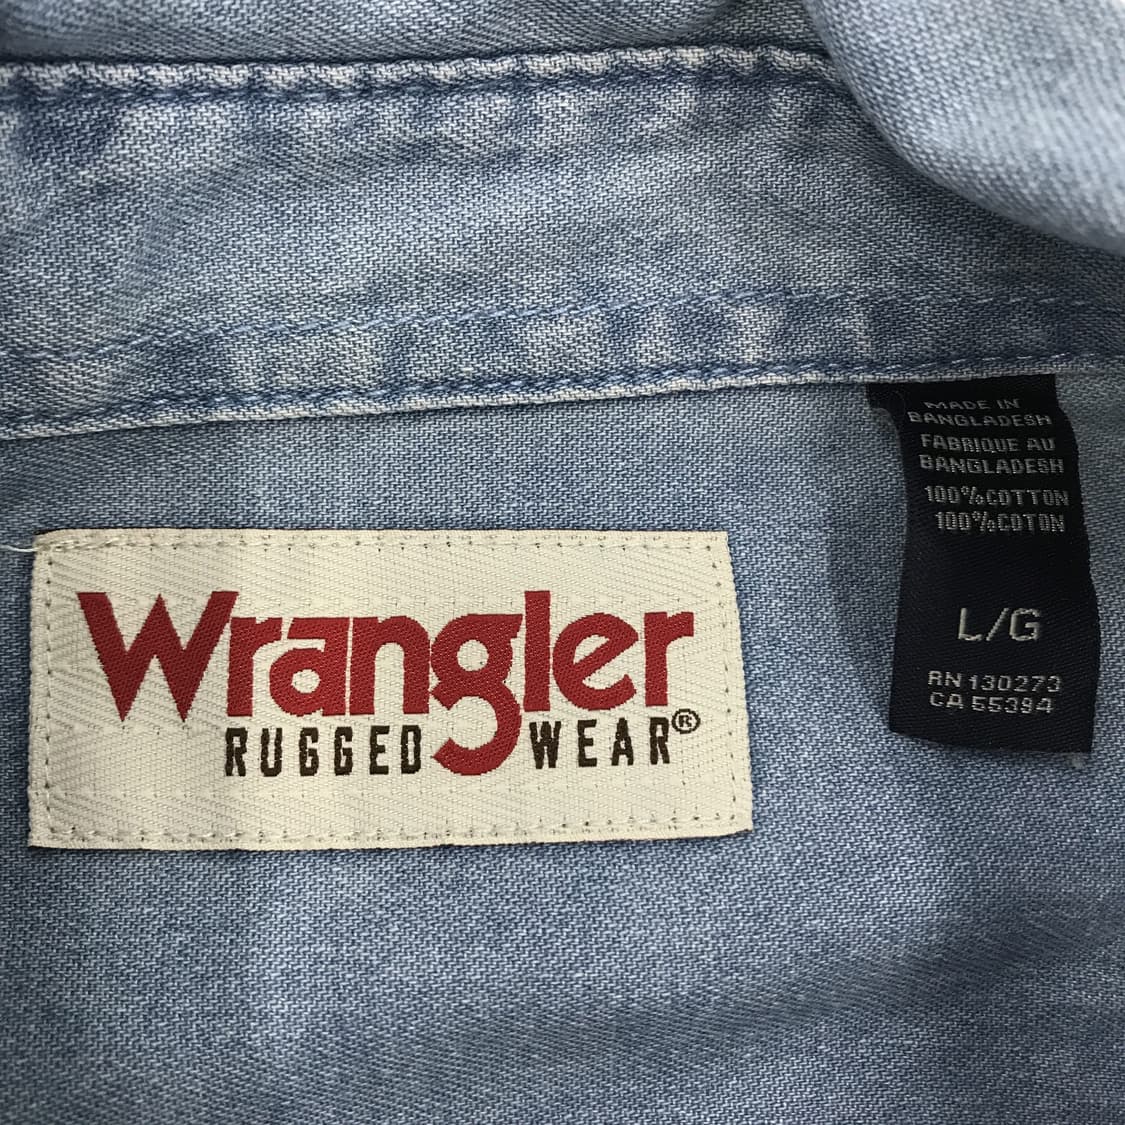 Wrangler
RUGGED WEAR®
MADE IN
BANGLADESH
FABRIQUE AU
BANGLADESH
100%COTTON
100%COTON
L/G
RN 130273
CA 55394